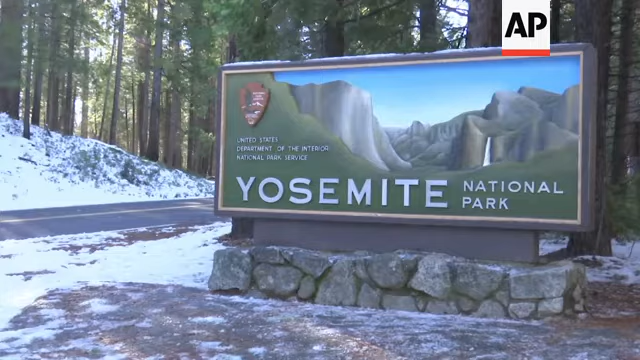 AP
UNITED STATES
DEPARTMENT OF THE INTERIOR
NATIONAL PARK SERVICE
YOSEMITE NATIONAL
PARK